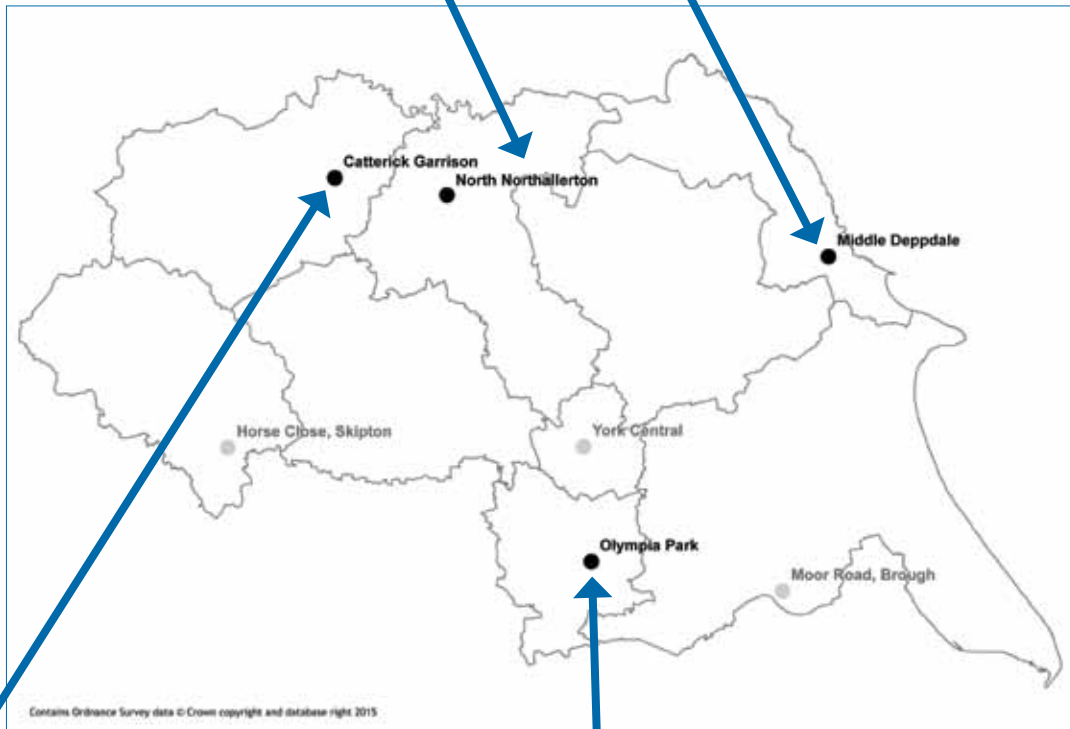 Catterick Garrison
North Northallerton
Middle Deppdale
Horse Close, Skipton
York Central
Olympia Park
Moor Road, Brough
Contains Ordnance Survey data © Crown copyright and database right 2015